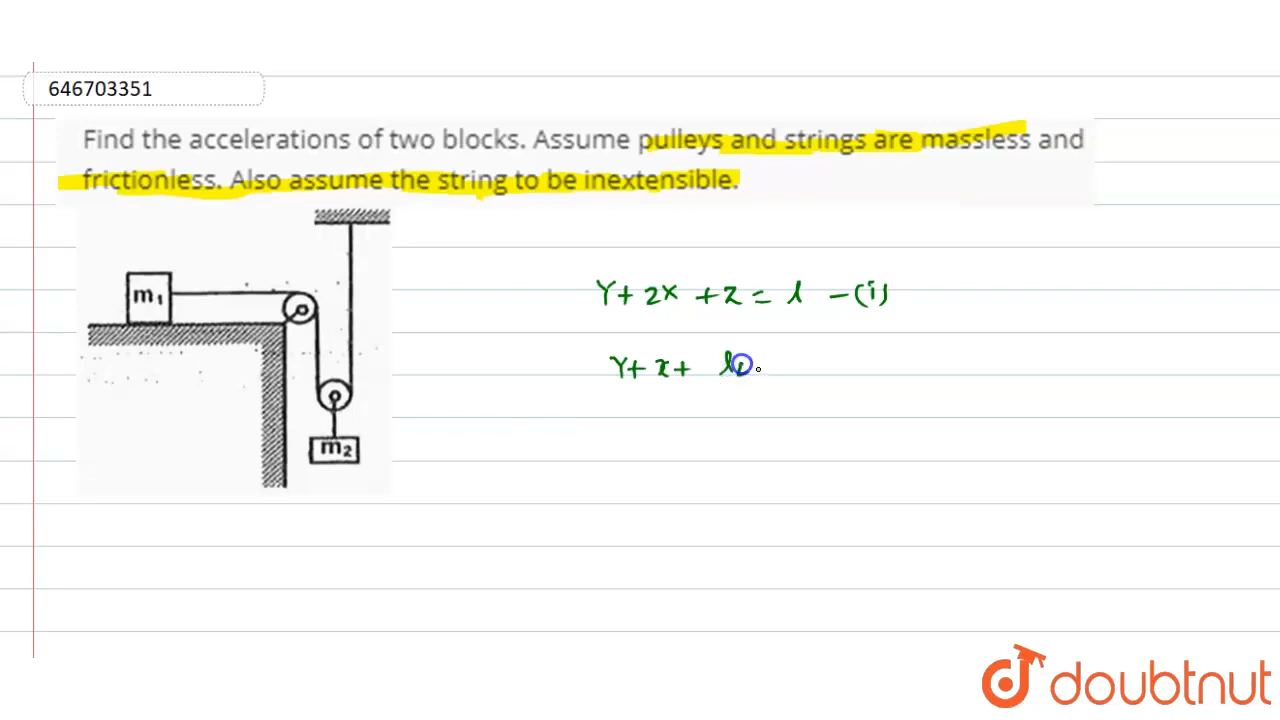 646703351
Find the accelerations of two blocks. Assume pulleys and strings are massless and
frictionless. Also assume the string to be inextensible.
m1
m2
Y + 2x + z = l - (i)
Y + x +
doubtnut